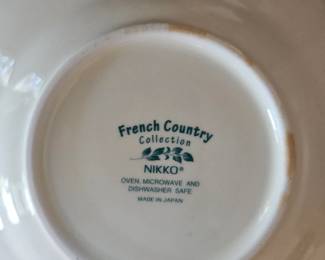 French Country
Collection
NIKKO®
OVEN, MICROWAVE AND
DISHWASHER SAFE
MADE IN JAPAN